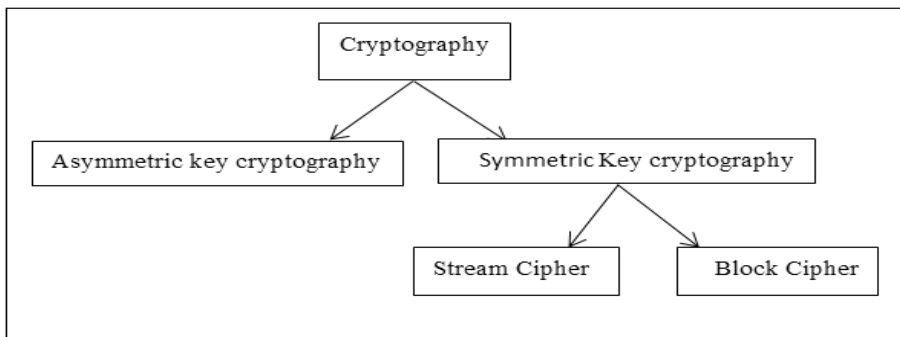 Cryptography
Asymmetric key cryptography
Symmetric Key cryptography
Stream Cipher
Block Cipher